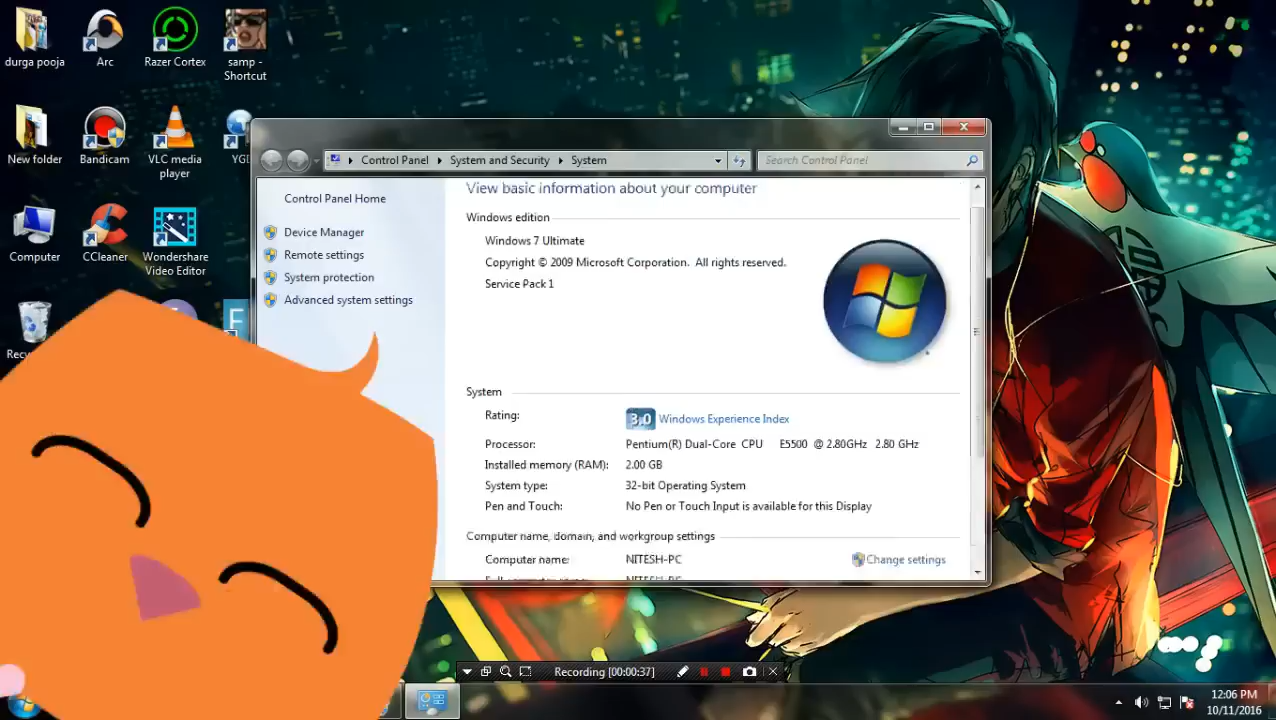 durga pooja
Arc
Razer Cortex
samp -
Shortcut
New folder
Bandicam
VLC media
player
Computer
CCleaner
Wondershare
Video Editor
Control Panel
System and Security
System
Search Control Panel
Control Panel Home
Device Manager
Remote settings
System protection
Advanced system settings
View basic information about your computer
Windows edition
Windows 7 Ultimate
Copyright © 2009 Microsoft Corporation. All rights reserved.
Service Pack 1
System
Rating: 3.0 Windows Experience Index
Processor: Pentium(R) Dual-Core CPU E5500 @ 2.80GHz 2.80 GHz
Installed memory (RAM): 2.00 GB
System type: 32-bit Operating System
Pen and Touch: No Pen or Touch Input is available for this Display
Computer name, domain, and workgroup settings
Computer name: NITESH-PC
Change settings
Recording [00:00:37]
12:06 PM
10/11/2016